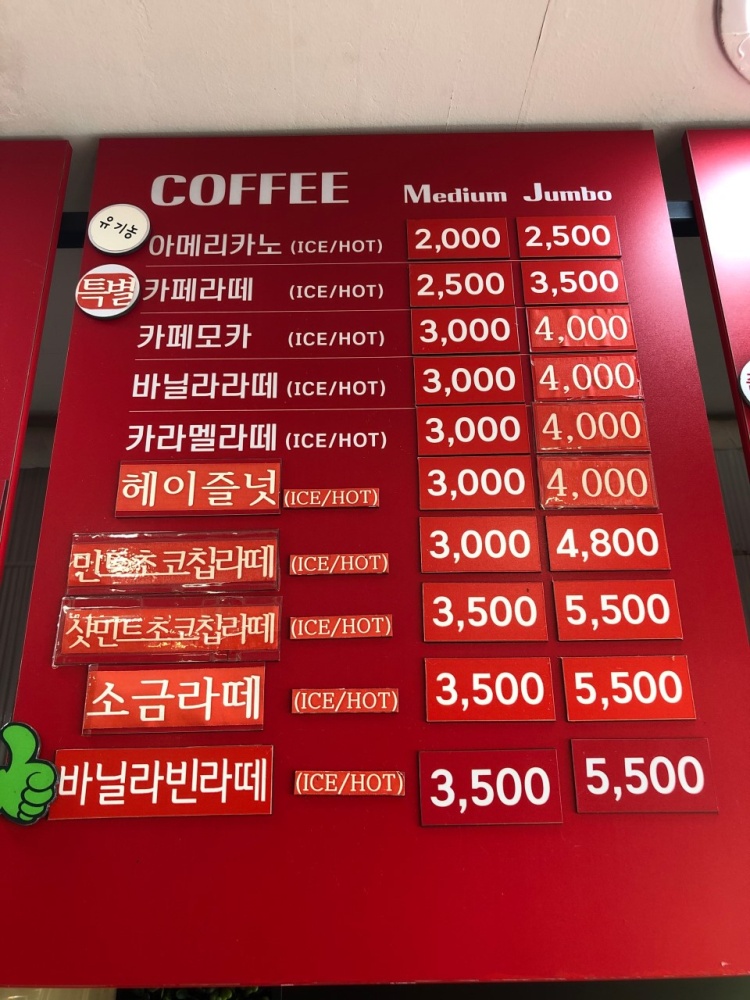 COFFEE Medium Jumbo
유기농
아메리카노 (ICE/HOT) 2,000 2,500
특별
카페라떼 (ICE/HOT) 2,500 3,500
카페모카 (ICE/HOT) 3,000 4,000
바닐라라떼 (ICE/HOT) 3,000 4,000
카라멜라떼 (ICE/HOT) 3,000 4,000
헤이즐넛 (ICE/HOT) 3,000 4,000
민트초코칩라떼 (ICE/HOT) 3,000 4,800
샷민트초코칩라떼 (ICE/HOT) 3,500 5,500
소금라떼 (ICE/HOT) 3,500 5,500
바닐라빈라떼 (ICE/HOT) 3,500 5,500